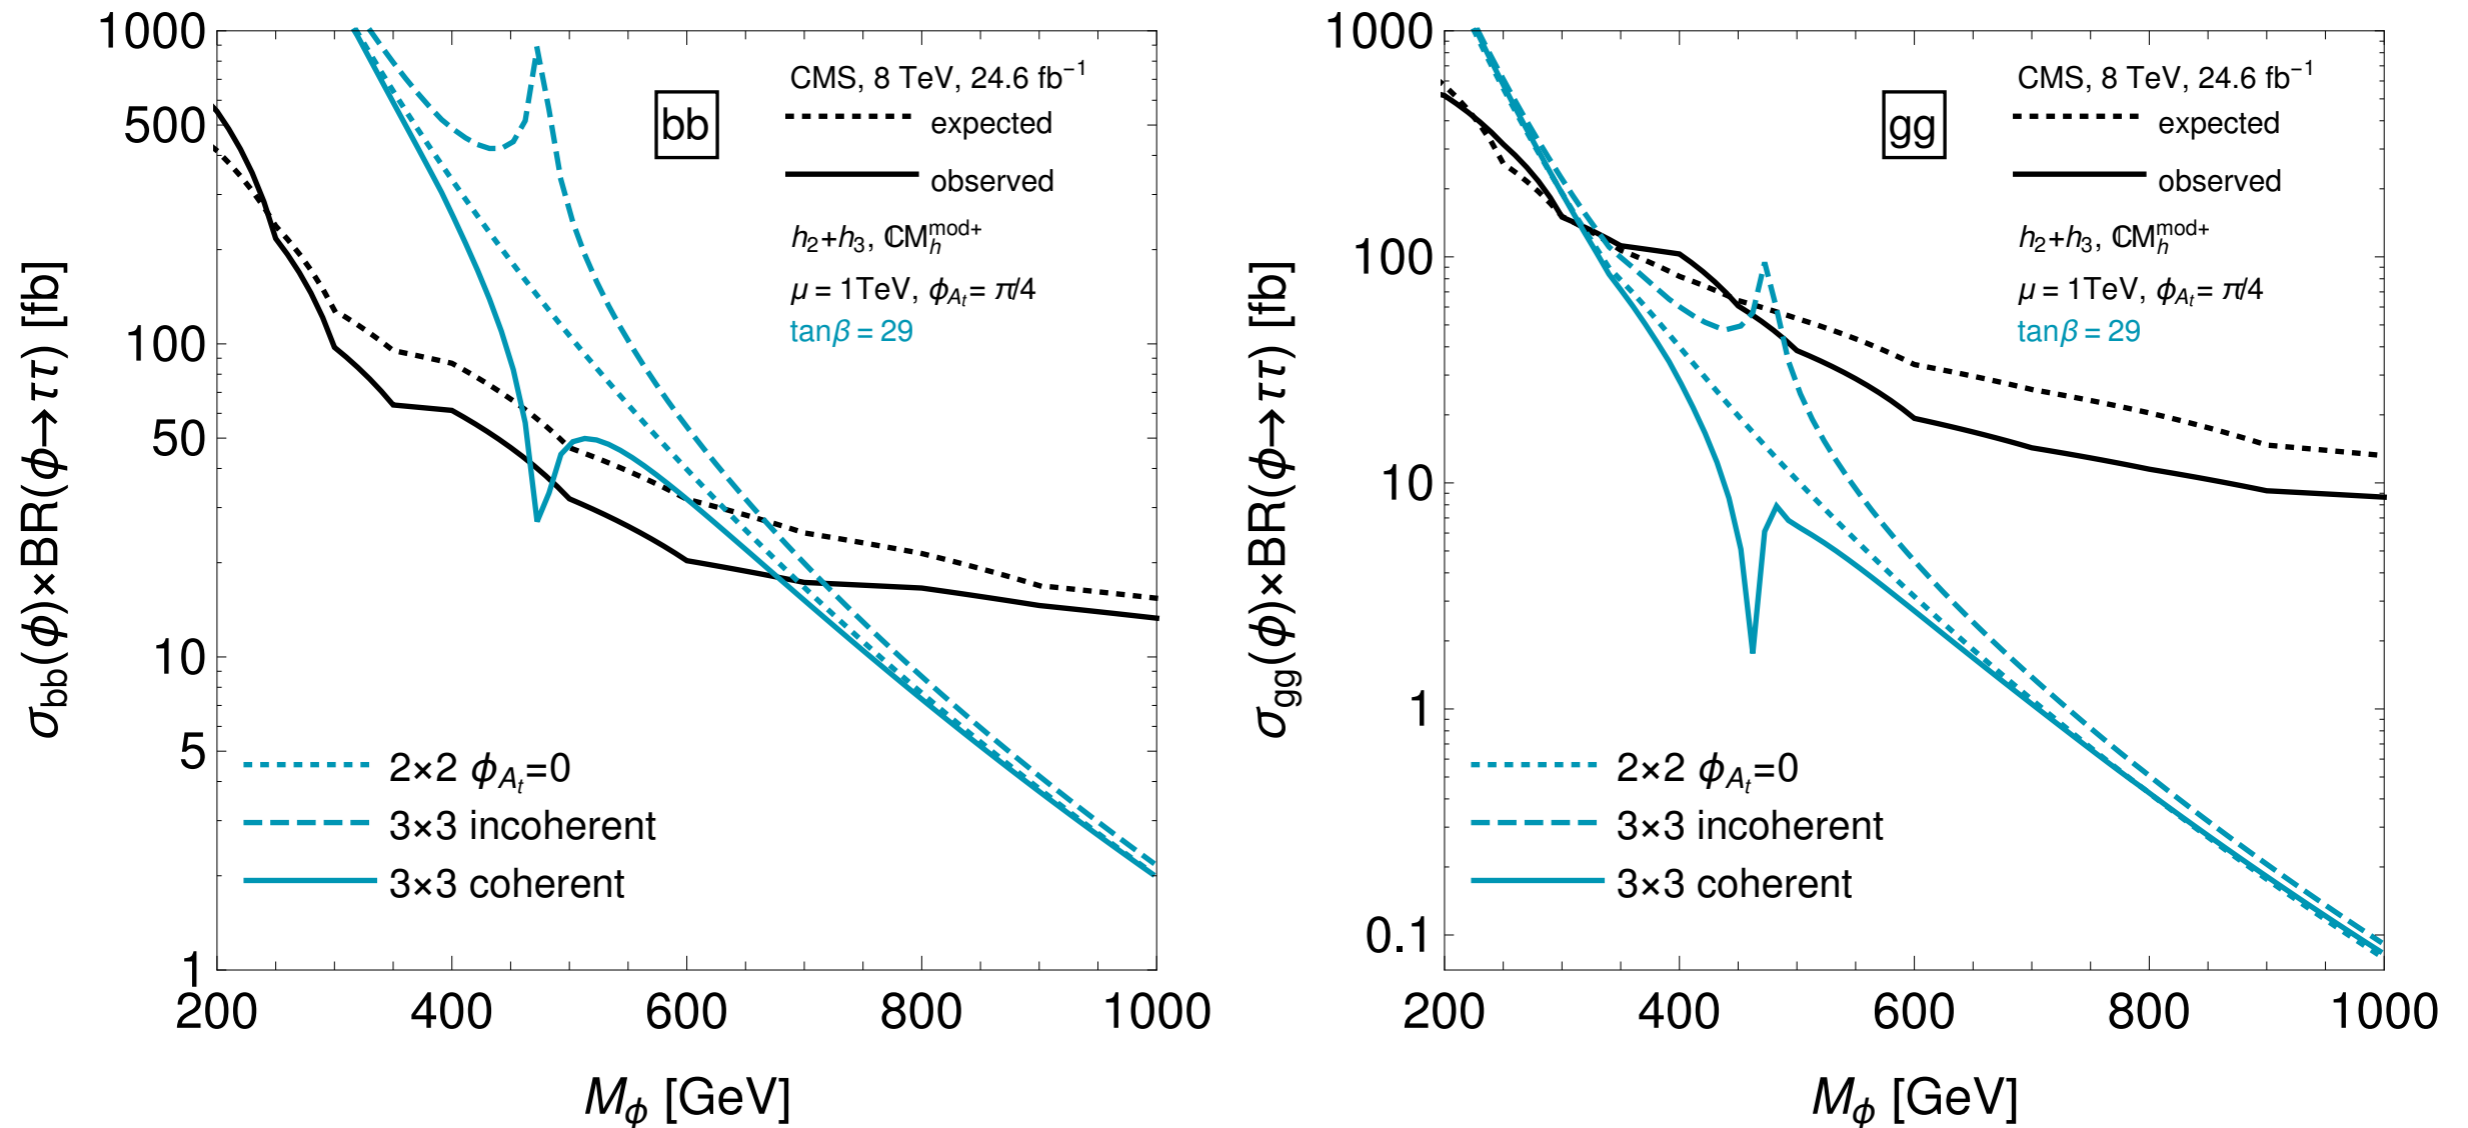 σbb(ϕ)×BR(ϕ→ττ) [fb]
1000
500
100
50
10
5
1
bb
CMS, 8 TeV, 24.6 fb⁻¹
expected
observed
h₂+h₃, ℂM_h^mod+
μ = 1TeV, ϕ_At = π/4
tanβ = 29
2×2 ϕ_At=0
3×3 incoherent
3×3 coherent
200 400 600 800 1000
Mϕ [GeV]
σgg(ϕ)×BR(ϕ→ττ) [fb]
1000
100
10
1
0.1
gg
CMS, 8 TeV, 24.6 fb⁻¹
expected
observed
h₂+h₃, ℂM_h^mod+
μ = 1TeV, ϕ_At = π/4
tanβ = 29
2×2 ϕ_At=0
3×3 incoherent
3×3 coherent
200 400 600 800 1000
Mϕ [GeV]